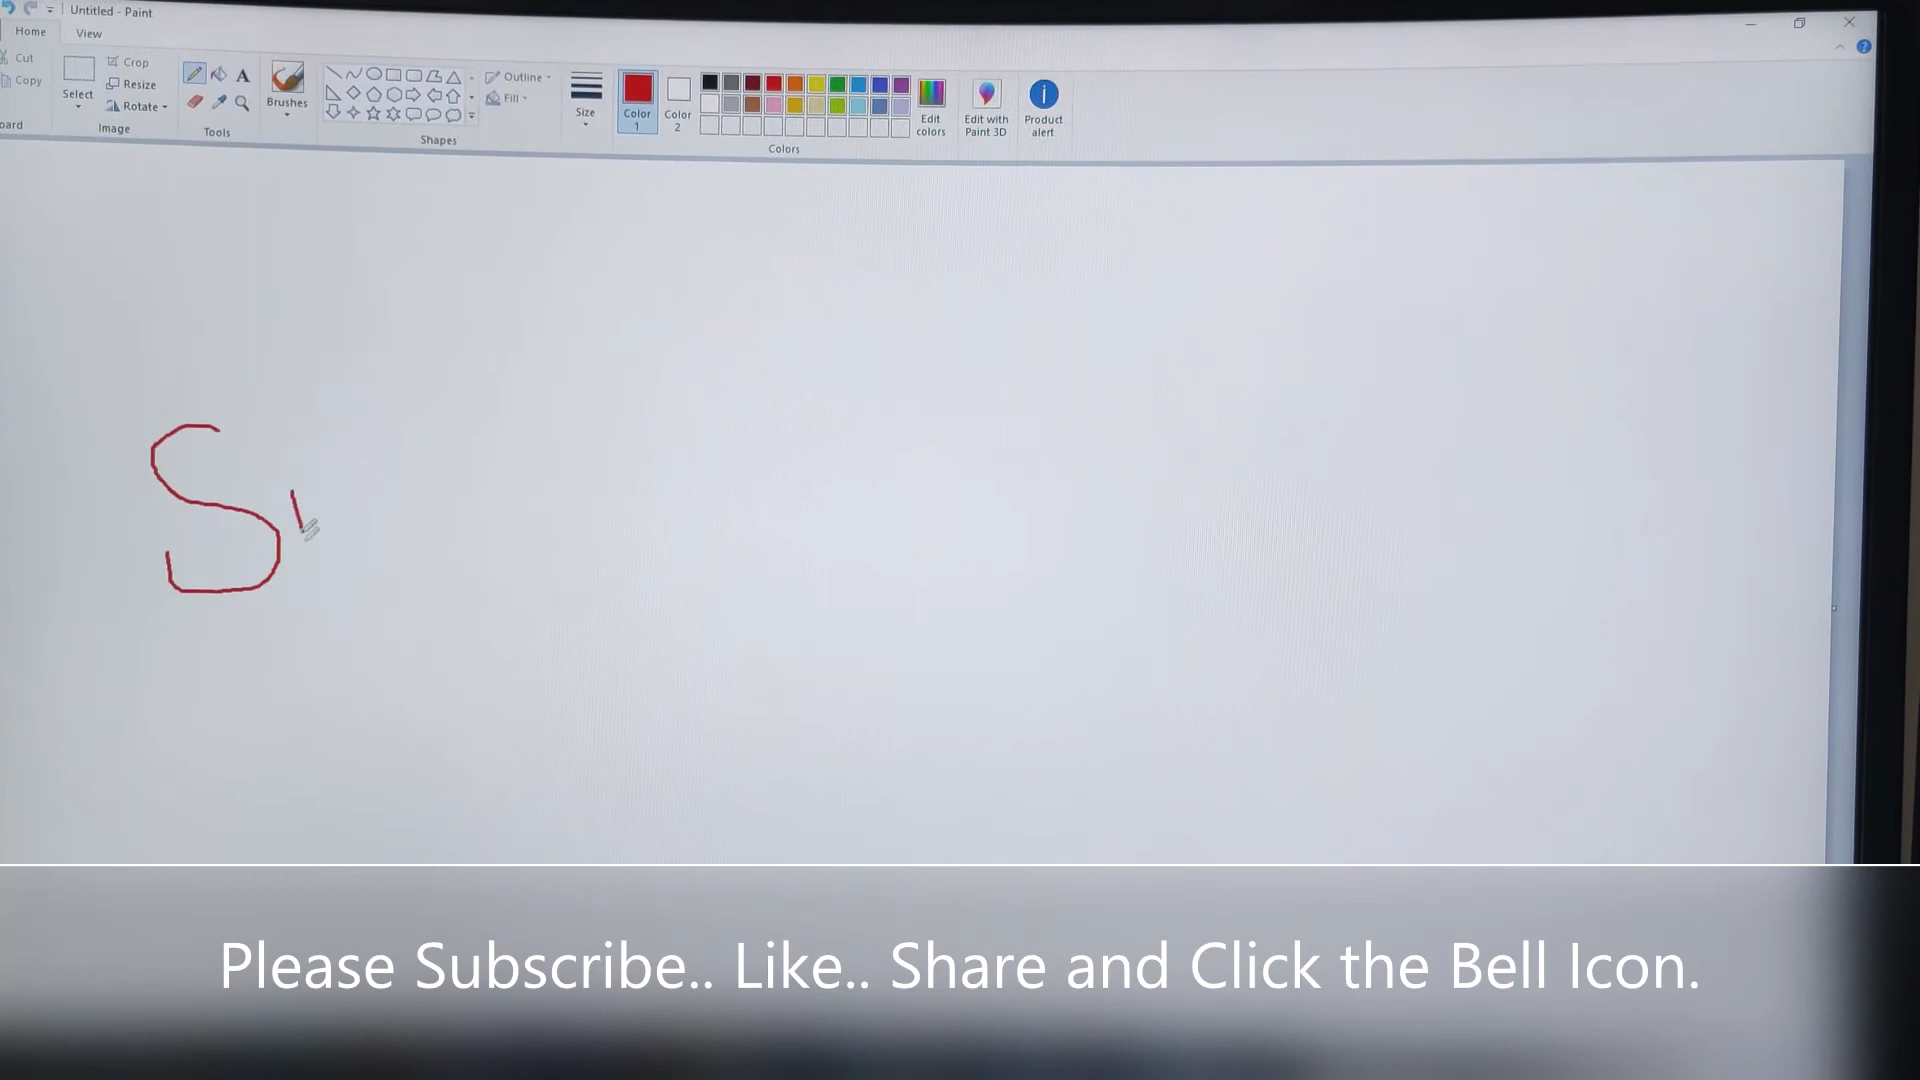 Untitled - Paint
Home View
Cut
Copy
Select
Crop
Resize
Rotate
Image
Tools
Brushes
Shapes
Outline
Fill
Size
Color 1
Color 2
Colors
Edit colors
Edit with Paint 3D
Product alert
S
Please Subscribe.. Like.. Share and Click the Bell Icon.